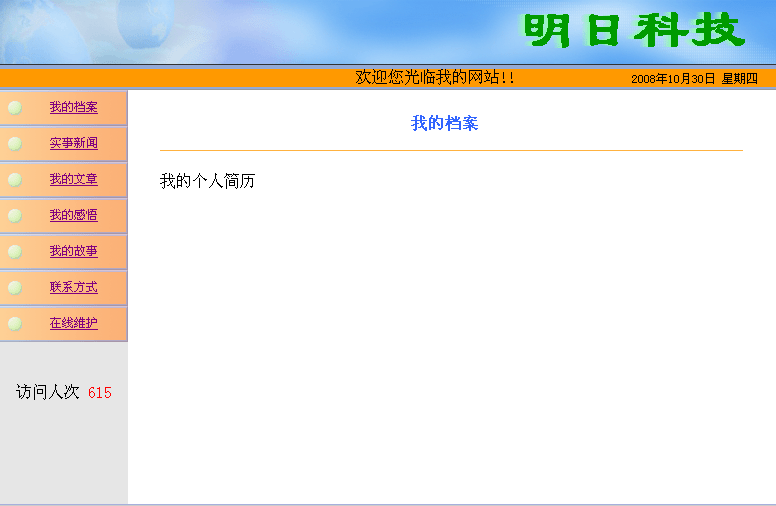 明日科技
欢迎您光临我的网站!!
2008年10月30日 星期四
我的档案
实事新闻
我的文章
我的感悟
我的故事
联系方式
在线维护
访问人次 615
我的档案
我的个人简历